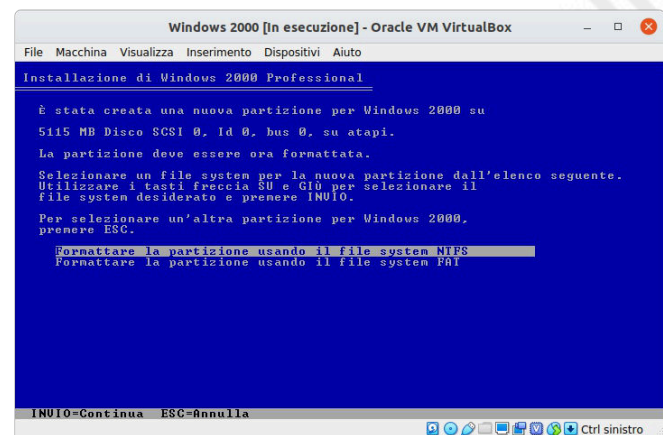 Windows 2000 [In esecuzione] - Oracle VM VirtualBox
File Macchina Visualizza Inserimento Dispositivi Aiuto
Installazione di Windows 2000 Professional
È stata creata una nuova partizione per Windows 2000 su
5115 MB Disco SCSI 0, Id 0, bus 0, su atapi.
La partizione deve essere ora formattata.
Selezionare un file system per la nuova partizione dall'elenco seguente.
Utilizzare i tasti freccia SU e GIÙ per selezionare il
file system desiderato e premere INVIO.
Per selezionare un'altra partizione per Windows 2000,
premere ESC.
Formattare la partizione usando il file system NTFS
Formattare la partizione usando il file system FAT
INVIO=Continua ESC=Annulla
Ctrl sinistro